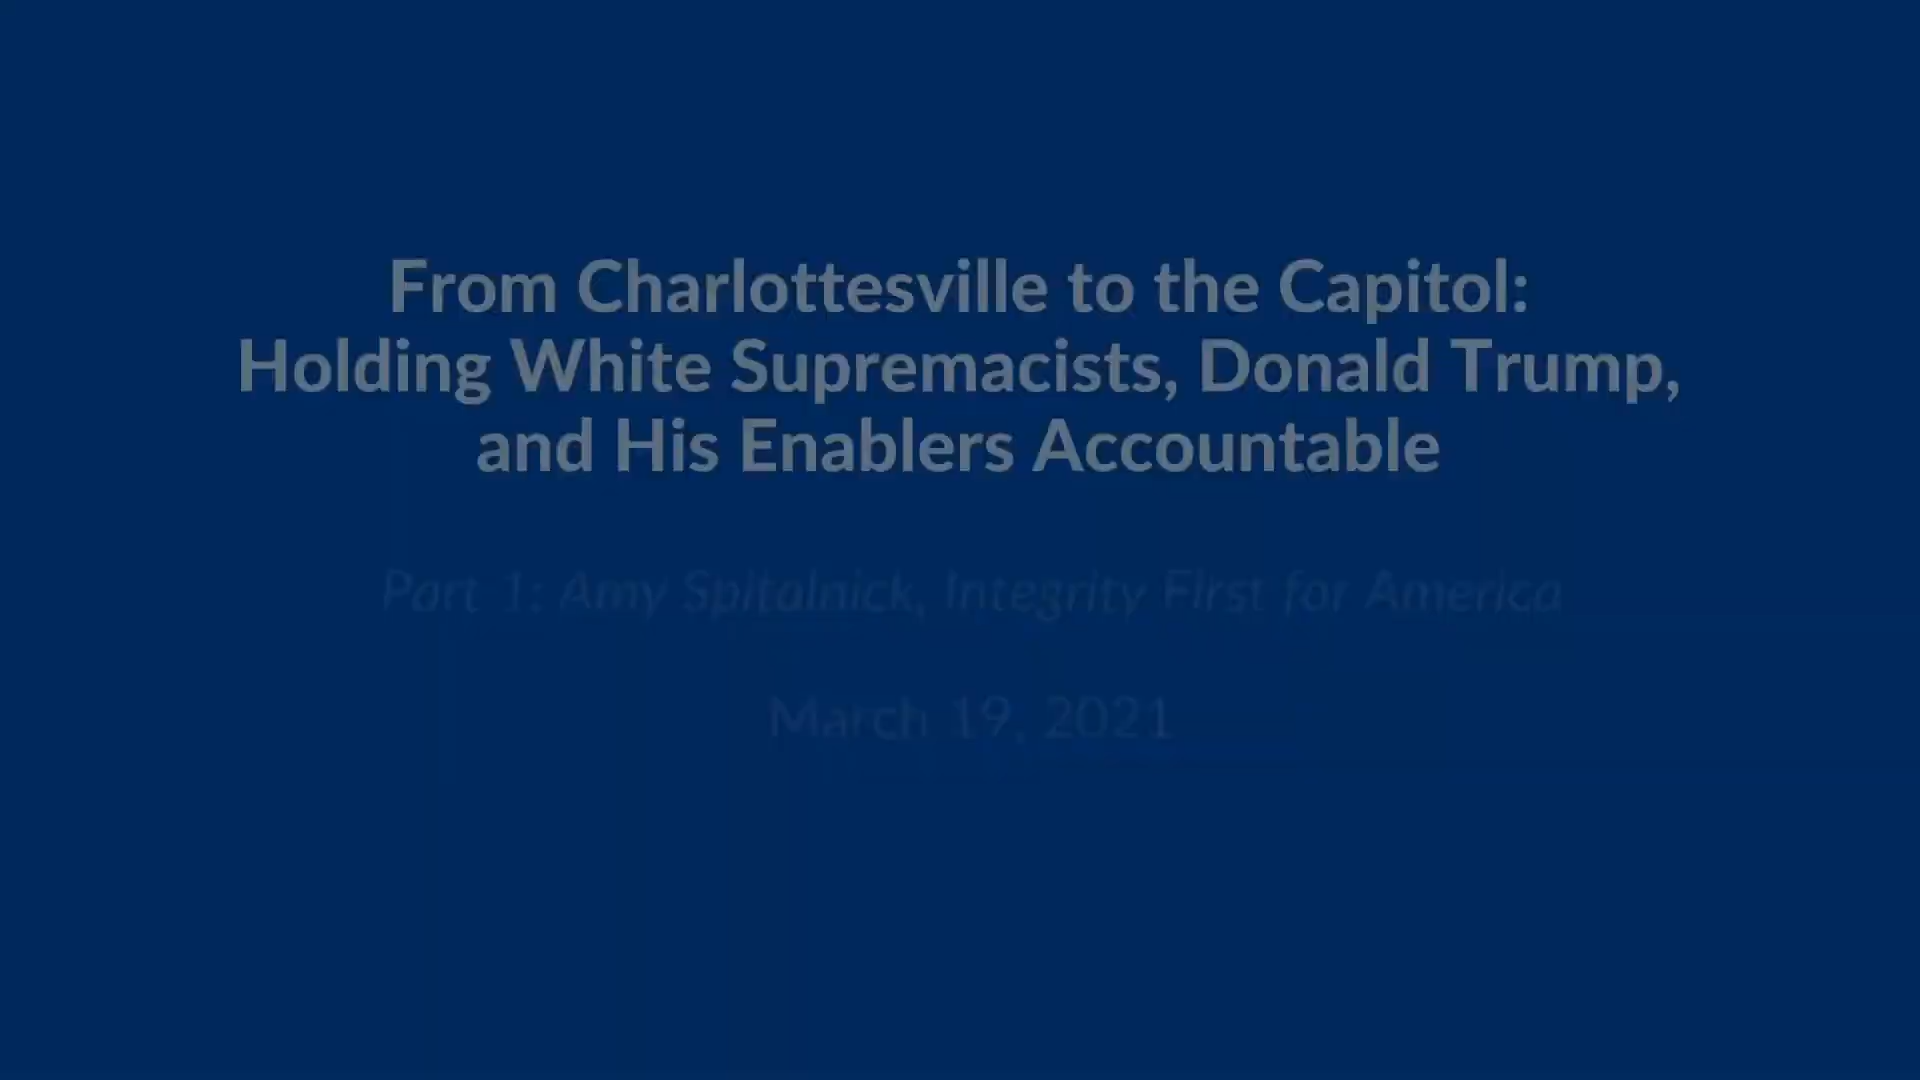 From Charlottesville to the Capitol:
Holding White Supremacists, Donald Trump,
and His Enablers Accountable
Part 1: Amy Spitalnick, Integrity First for America
March 19, 2021